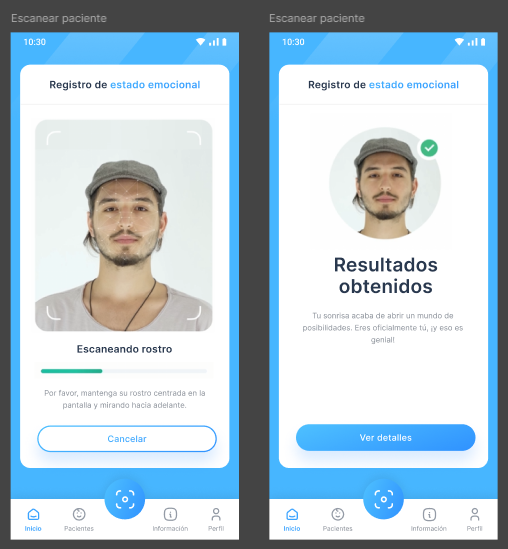 Escanear paciente
10:30
Registro de estado emocional
Escaneando rostro
Por favor, mantenga su rostro centrada en la
pantalla y mirando hacia adelante.
Cancelar
Inicio
Pacientes
Información
Perfil
Escanear paciente
10:30
Registro de estado emocional
Resultados
obtenidos
Tu sonrisa acaba de abrir un mundo de
posibilidades. Eres oficialmente tú, ¡y eso es
genial!
Ver detalles
Inicio
Pacientes
Información
Perfil